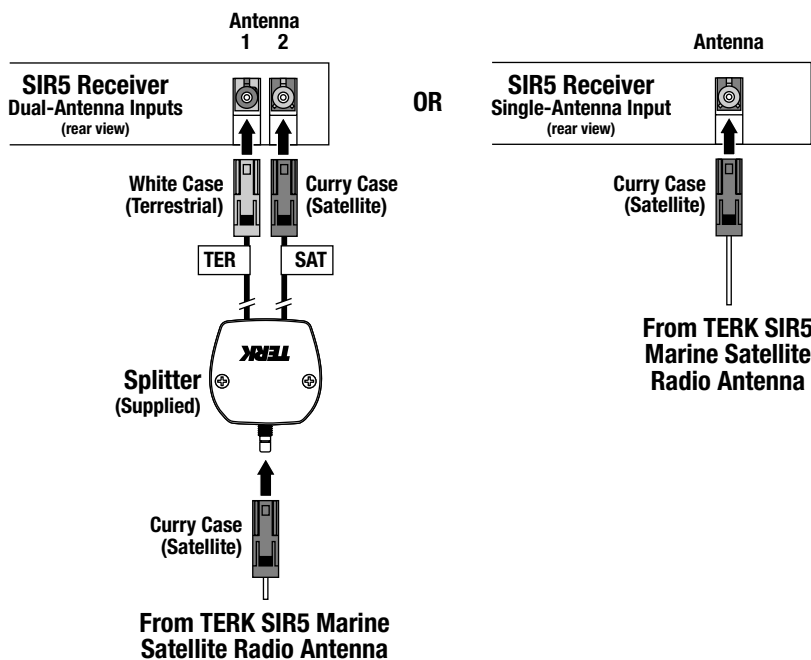 Antenna
1 2
SIR5 Receiver
Dual-Antenna Inputs
(rear view)
White Case
(Terrestrial)
Curry Case
(Satellite)
TER
SAT
TERK
Splitter
(Supplied)
Curry Case
(Satellite)
From TERK SIR5 Marine
Satellite Radio Antenna
OR
Antenna
SIR5 Receiver
Single-Antenna Input
(rear view)
Curry Case
(Satellite)
From TERK SIR5
Marine Satellite
Radio Antenna